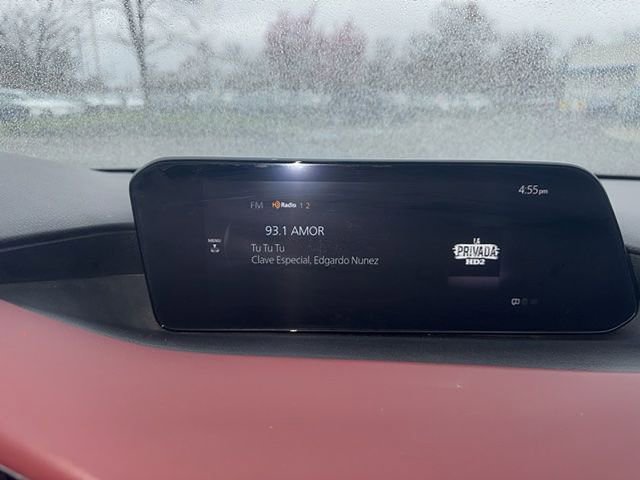 4:55pm
FM HD Radio 1 2
93.1 AMOR
MENU
Tu Tu Tu
Clave Especial, Edgardo Nunez
LA
PRIVADA
HD2